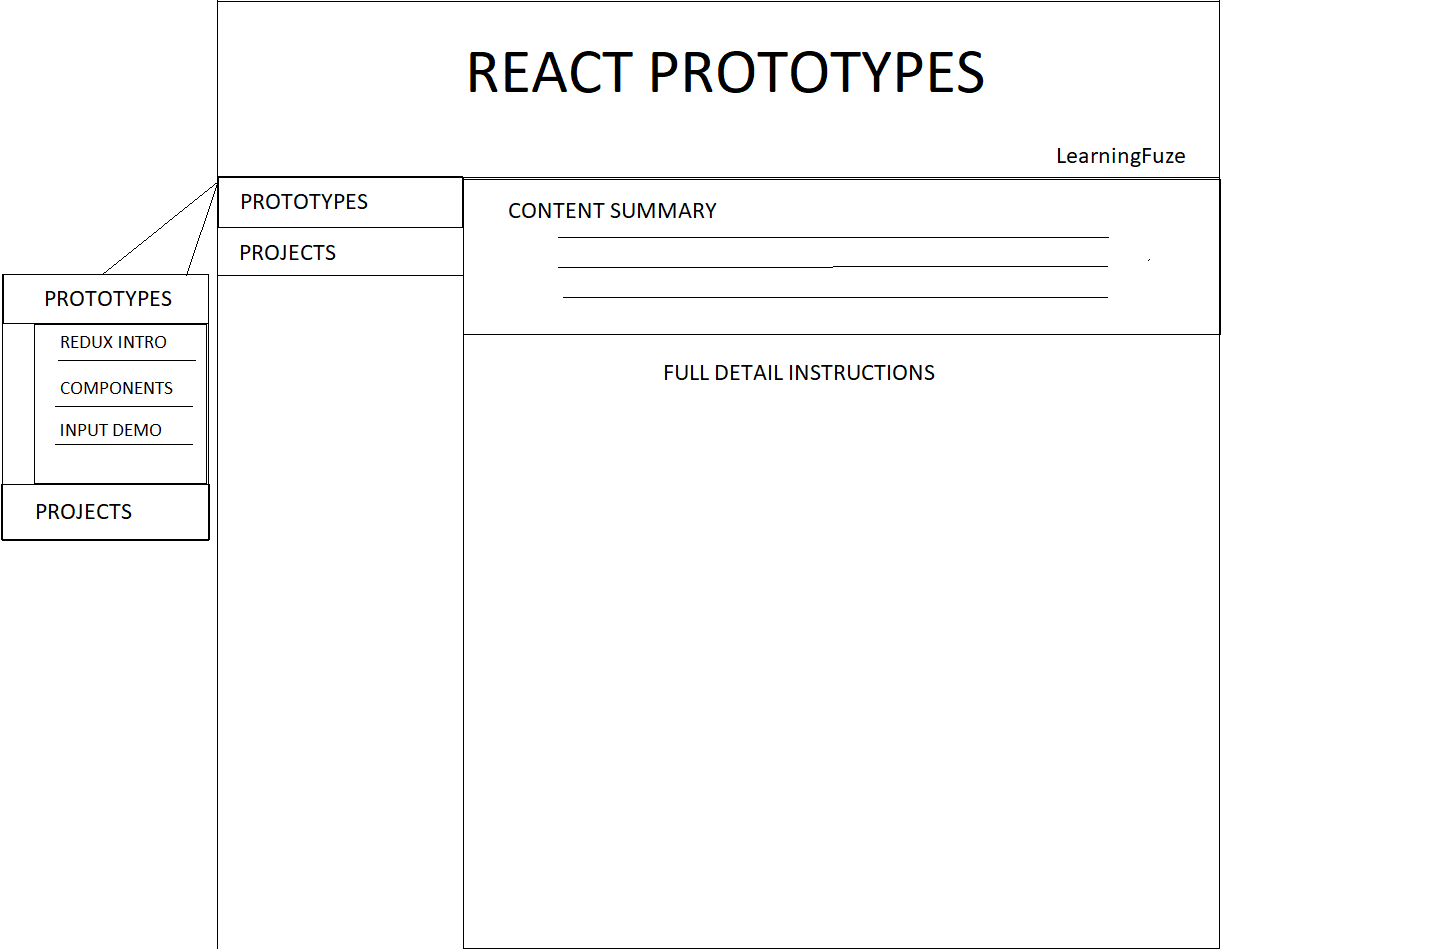 REACT PROTOTYPES
LearningFuze
PROTOTYPES
PROJECTS
CONTENT SUMMARY
FULL DETAIL INSTRUCTIONS
PROTOTYPES
REDUX INTRO
COMPONENTS
INPUT DEMO
PROJECTS